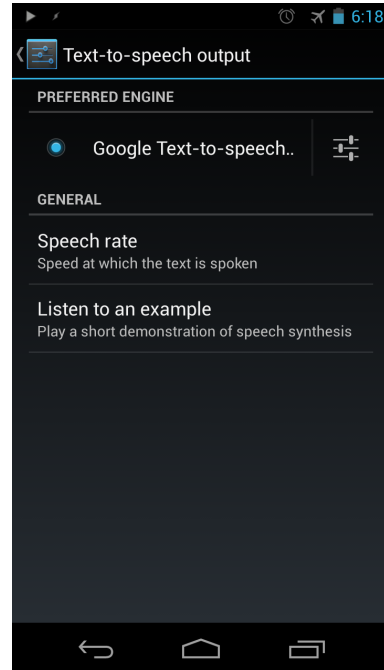 6:18
Text-to-speech output
PREFERRED ENGINE
Google Text-to-speech..
GENERAL
Speech rate
Speed at which the text is spoken
Listen to an example
Play a short demonstration of speech synthesis